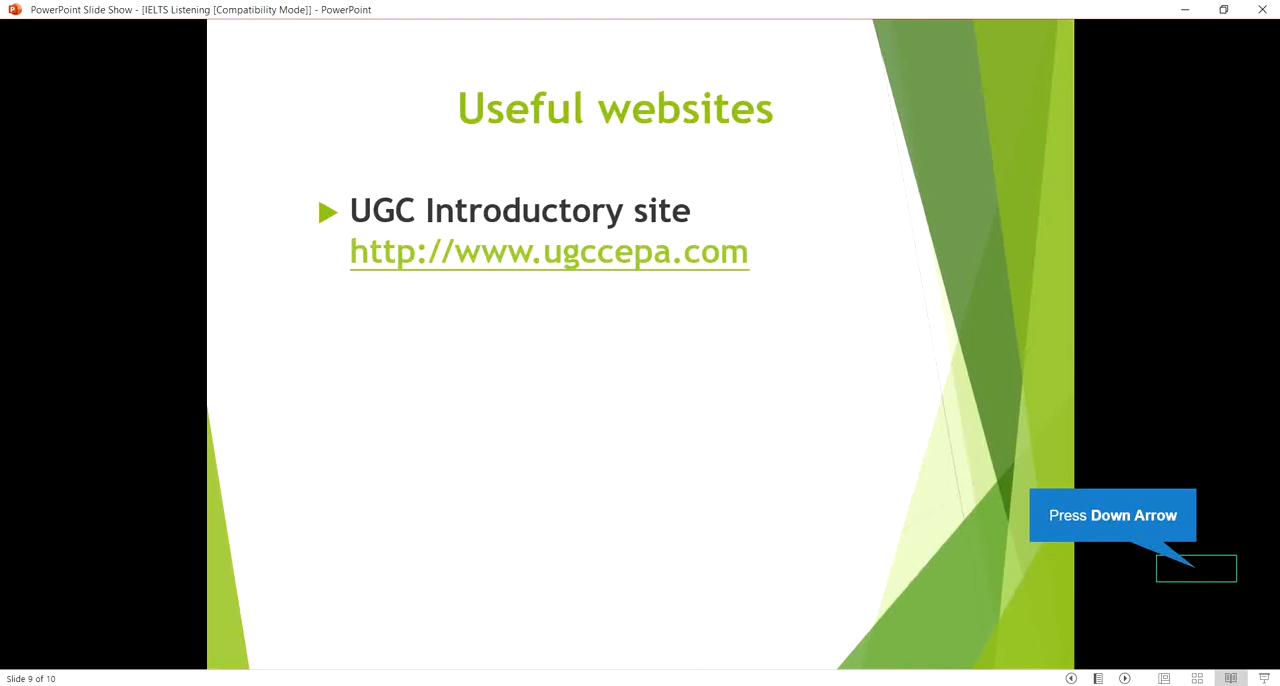 PowerPoint Slide Show - [IELTS Listening [Compatibility Mode]] - PowerPoint
Useful websites
UGC Introductory site
http://www.ugccepa.com
Press Down Arrow
Slide 9 of 10